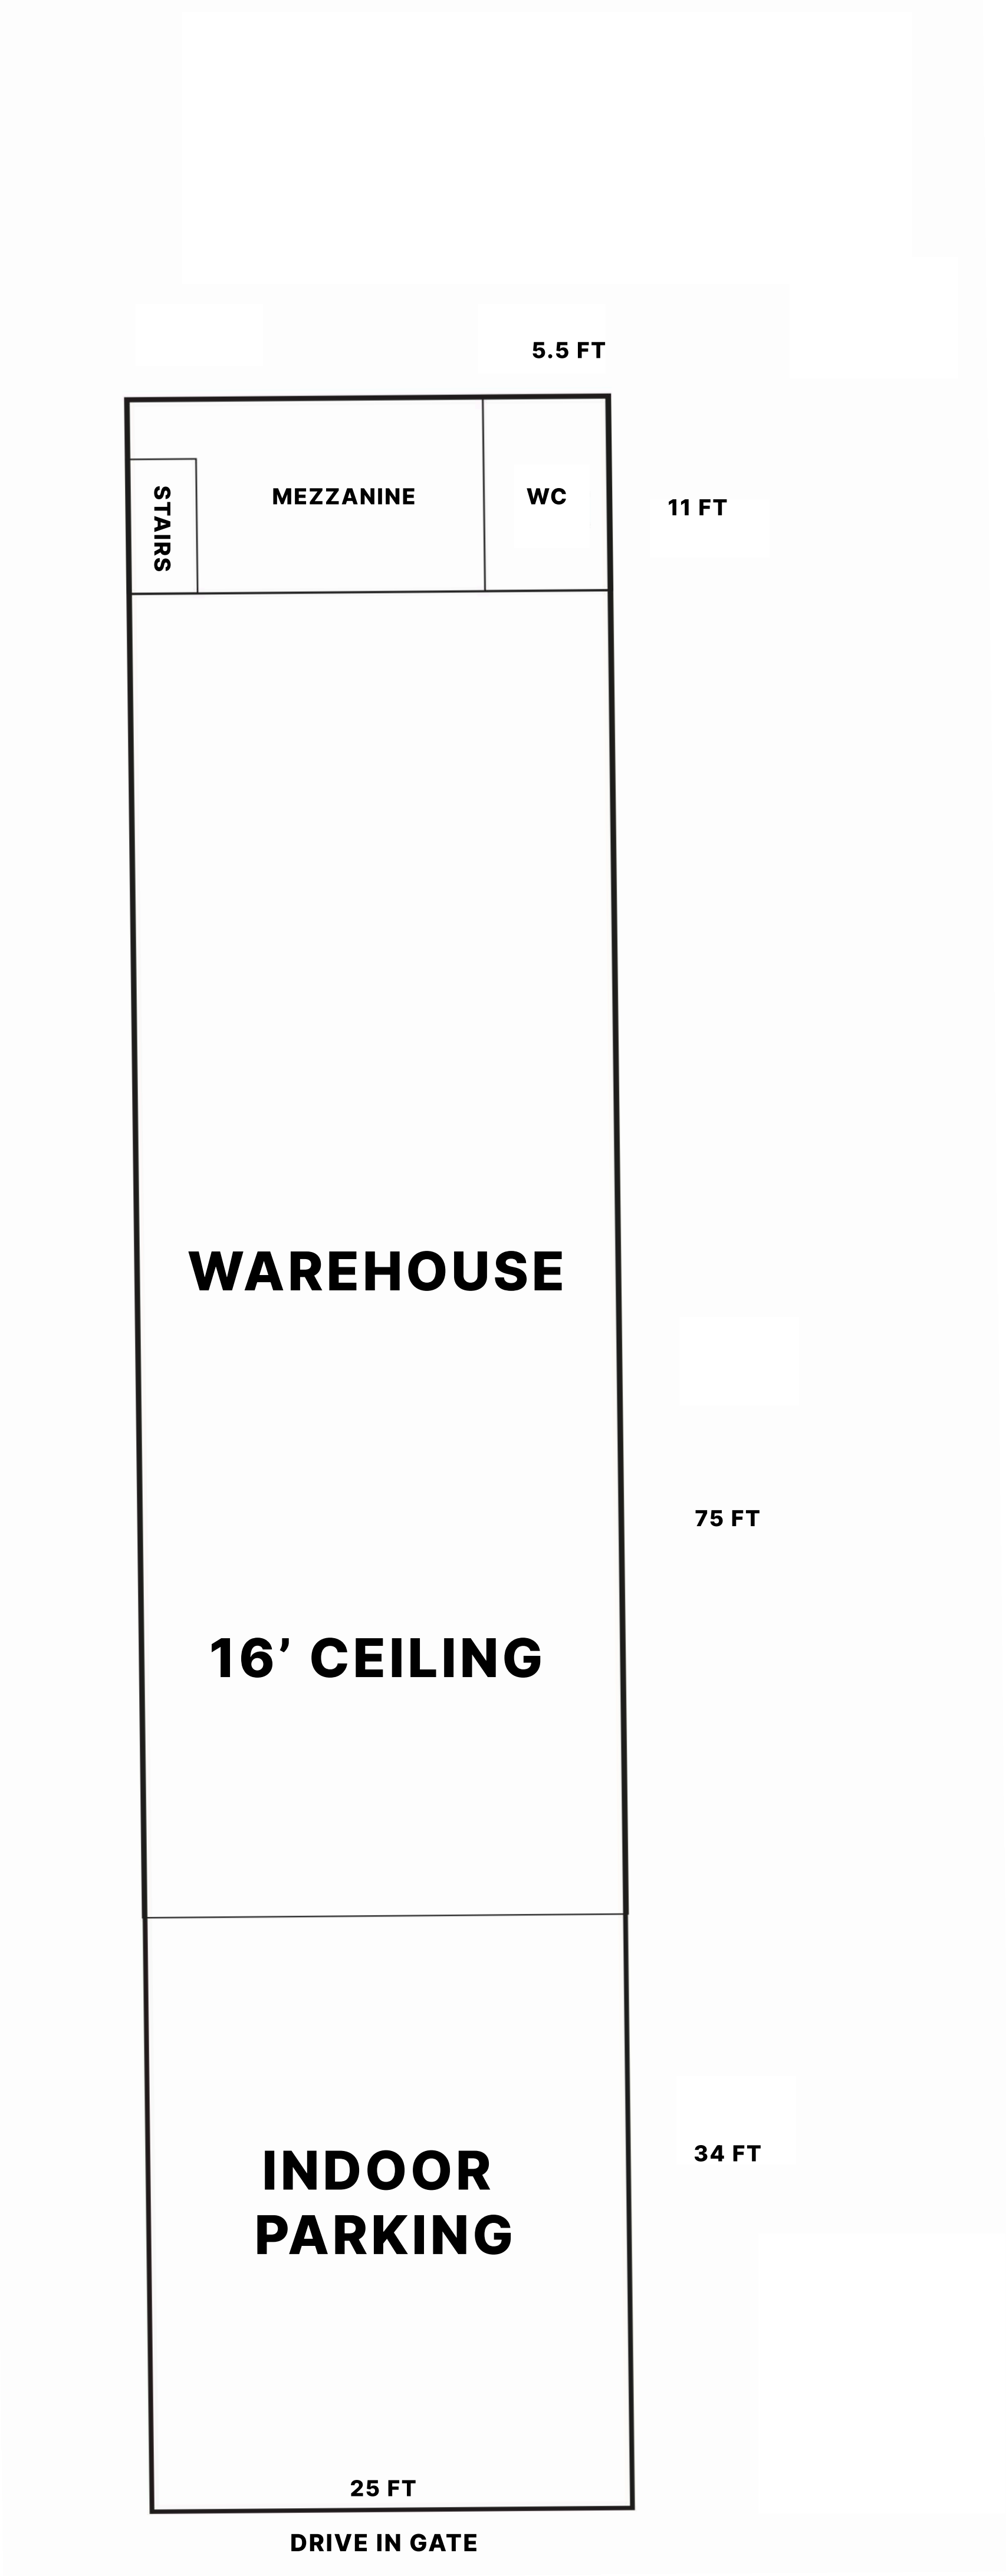 5.5 FT
MEZZANINE
WC
11 FT
STAIRS
WAREHOUSE
75 FT
16’ CEILING
INDOOR
PARKING
34 FT
25 FT
DRIVE IN GATE